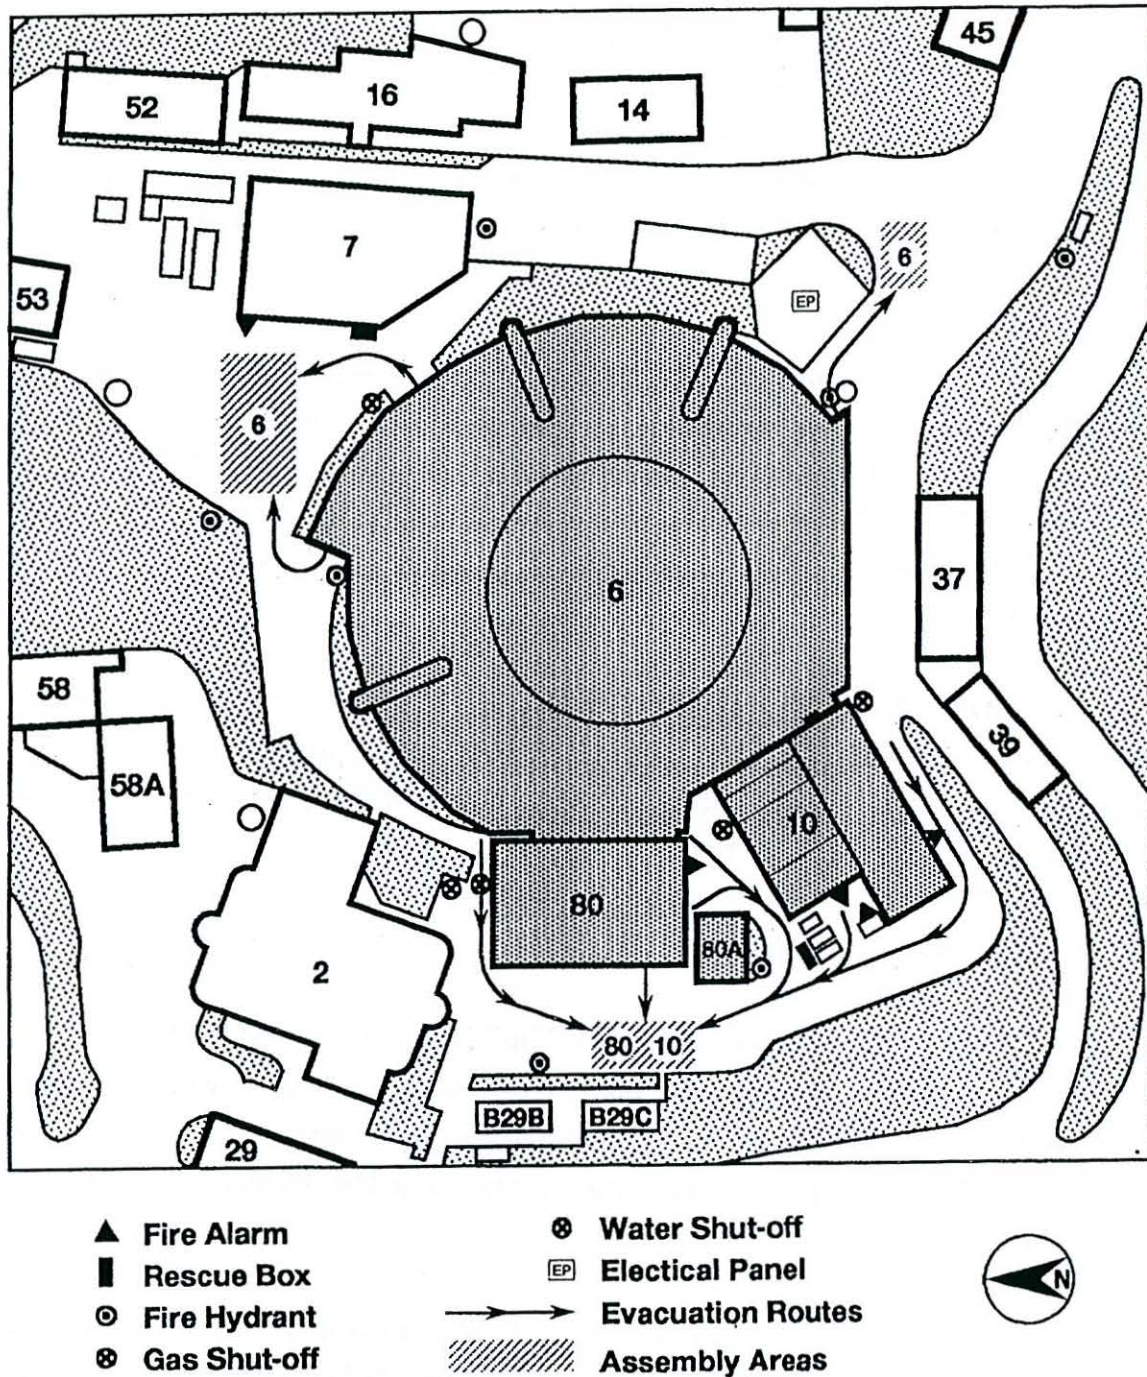 45
52
16
14
7
6
53
EP
6
6
37
58
39
58A
10
80
80A
2
80 10
B29B
B29C
29
Fire Alarm
Rescue Box
Fire Hydrant
Gas Shut-off
Water Shut-off
EP Electical Panel
Evacuation Routes
Assembly Areas
N
6